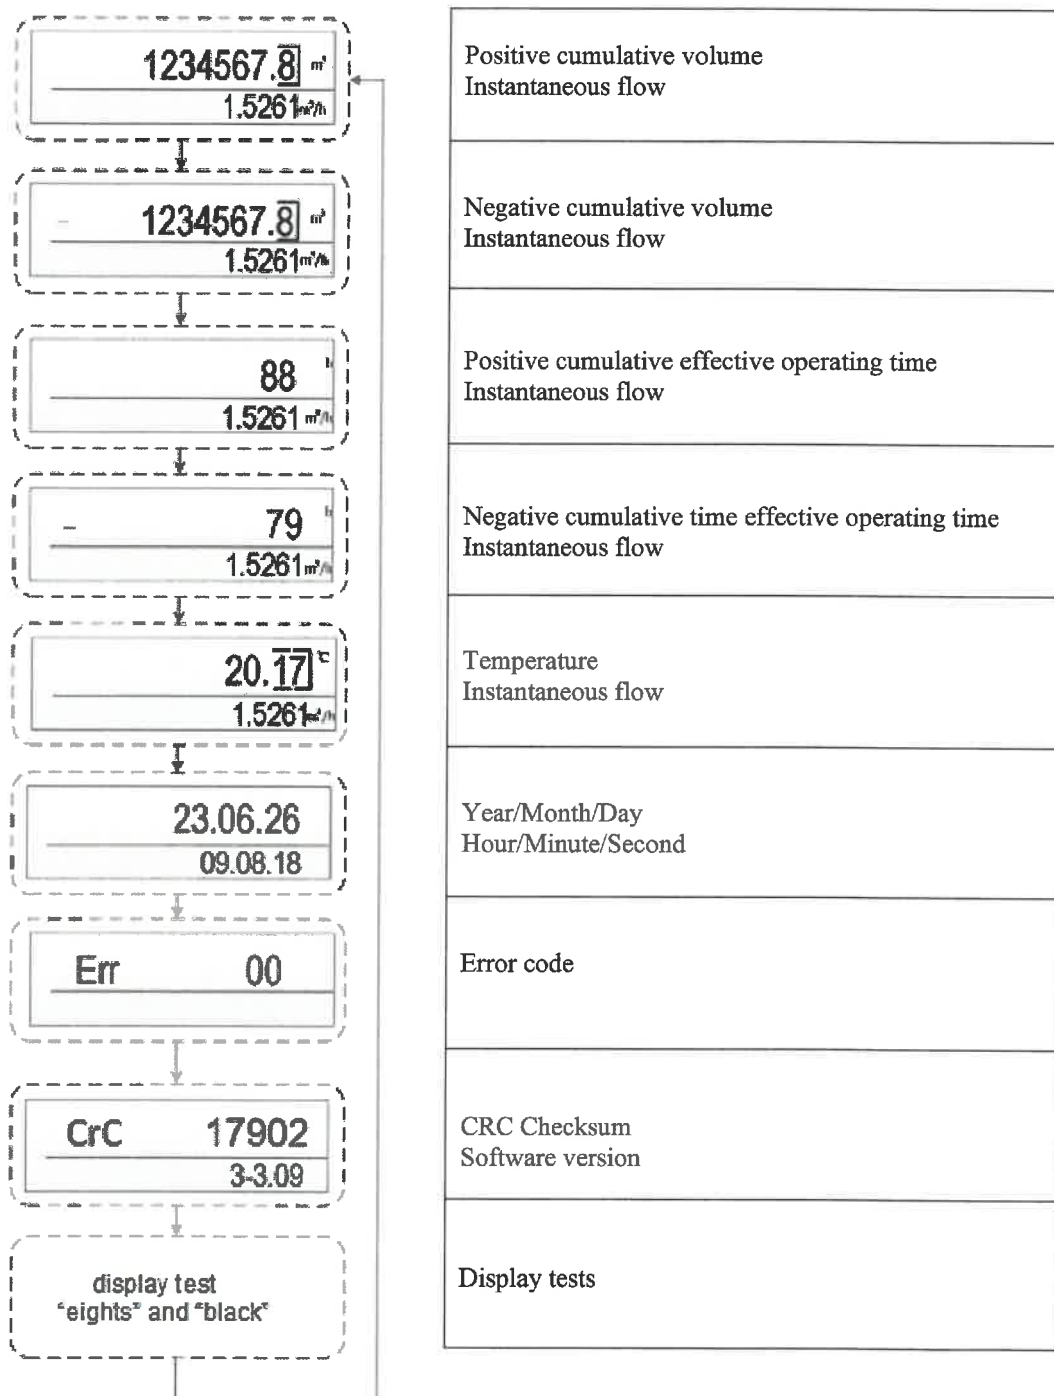 1234567.8 m³
1.5261 m³/h
Positive cumulative volume
Instantaneous flow
- 1234567.8 m³
1.5261 m³/h
Negative cumulative volume
Instantaneous flow
88 h
1.5261 m³/h
Positive cumulative effective operating time
Instantaneous flow
- 79 h
1.5261 m³/h
Negative cumulative time effective operating time
Instantaneous flow
20.17 °C
1.5261 m³/h
Temperature
Instantaneous flow
23.06.26
09.08.18
Year/Month/Day
Hour/Minute/Second
Err 00
Error code
CrC 17902
3-3.09
CRC Checksum
Software version
display test
"eights" and "black"
Display tests